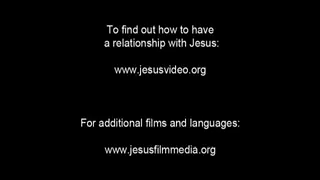 To find out how to have
a relationship with Jesus:
www.jesusvideo.org
For additional films and languages:
www.jesusfilmmedia.org